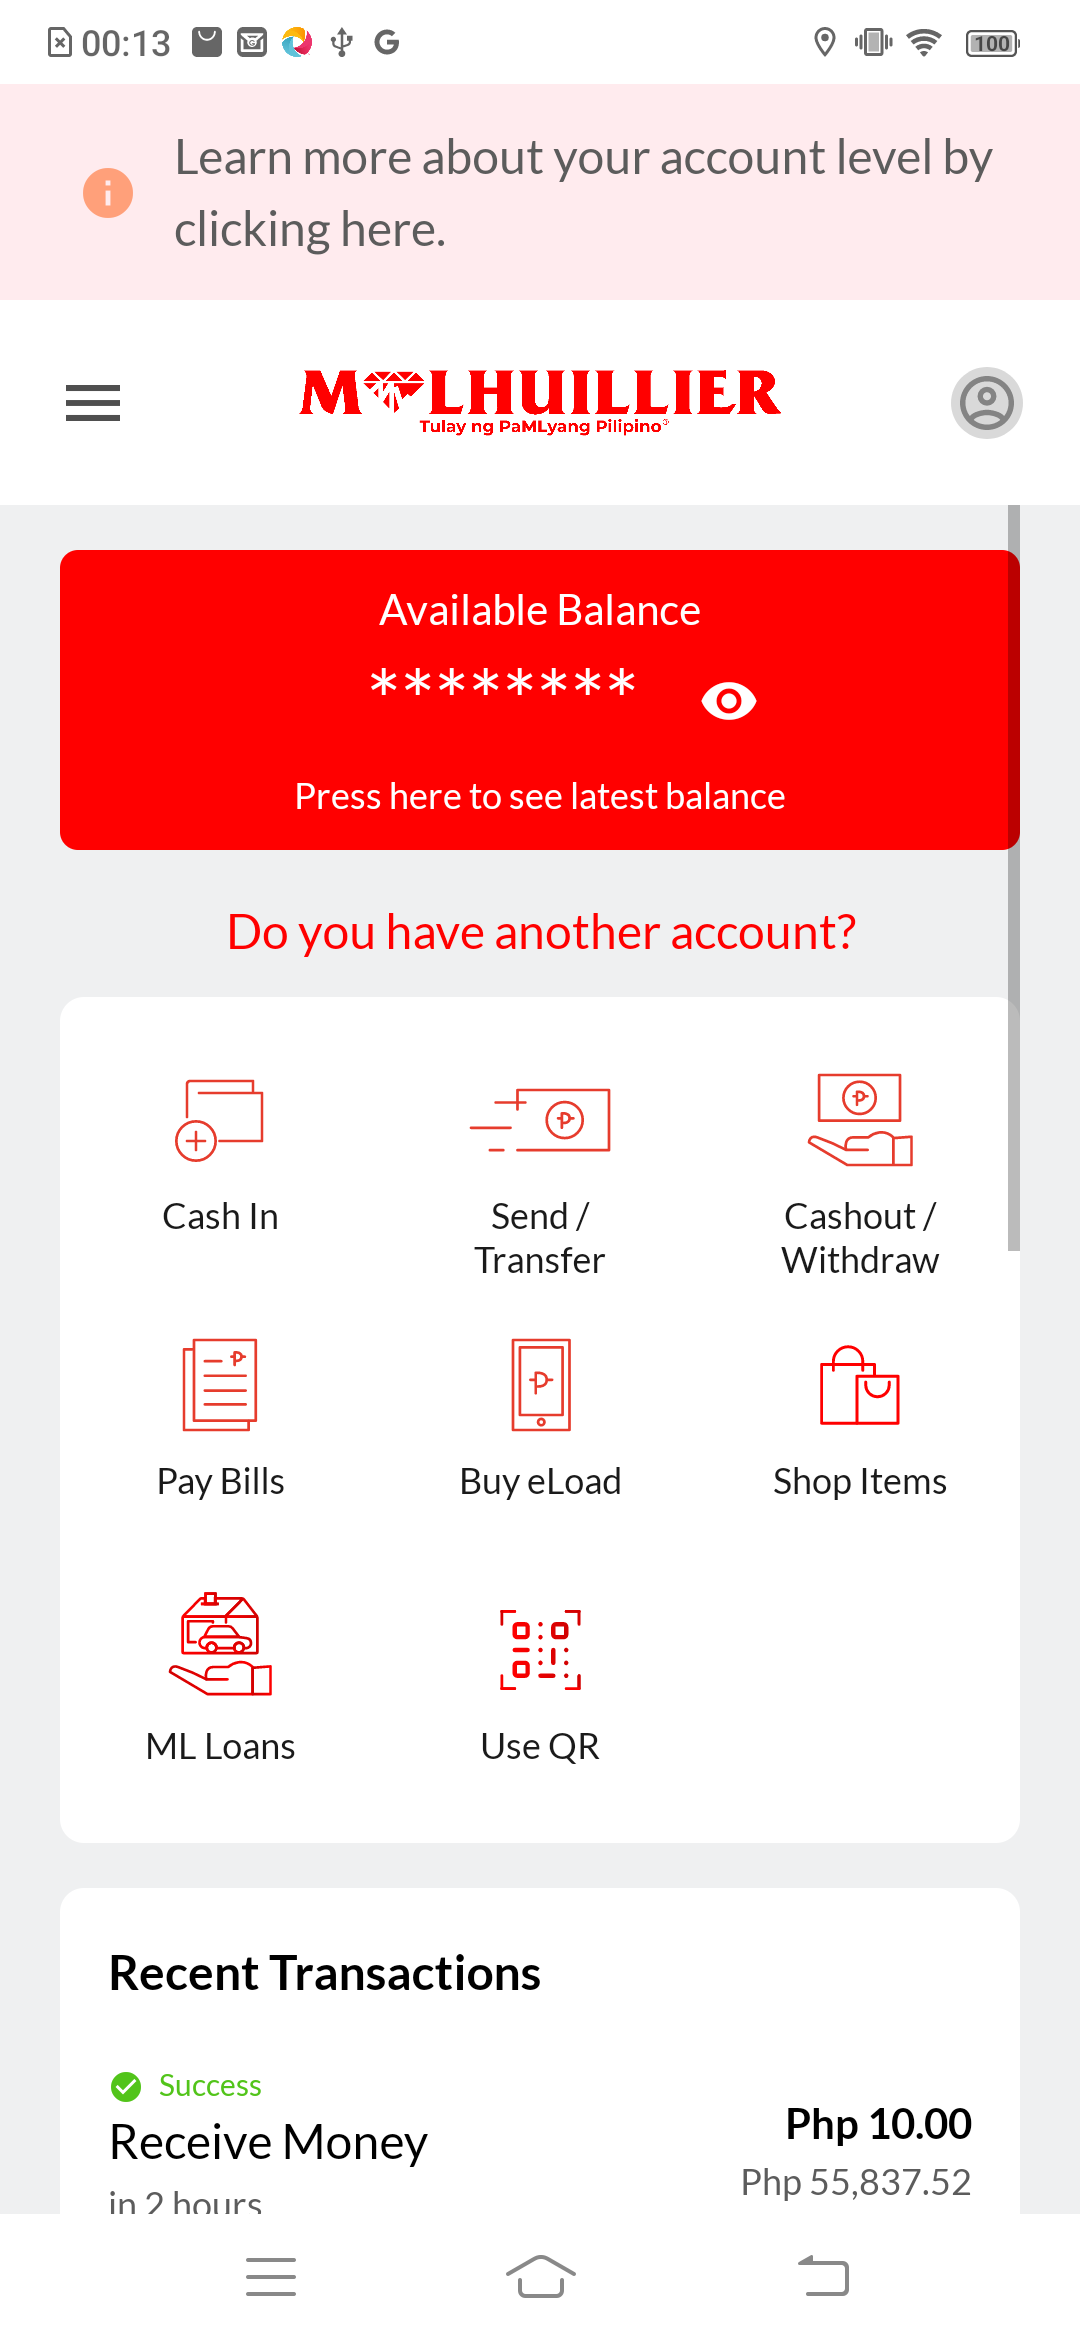 00:13
100
Learn more about your account level by
clicking here.
MLHUILLIER
Tulay ng PaMLyang Pilipino®
Available Balance
********
Press here to see latest balance
Do you have another account?
Cash In
Send /
Transfer
Cashout /
Withdraw
Pay Bills
Buy eLoad
Shop Items
ML Loans
Use QR
Recent Transactions
Success
Receive Money
Php 10.00
Php 55,837.52
in 2 hours